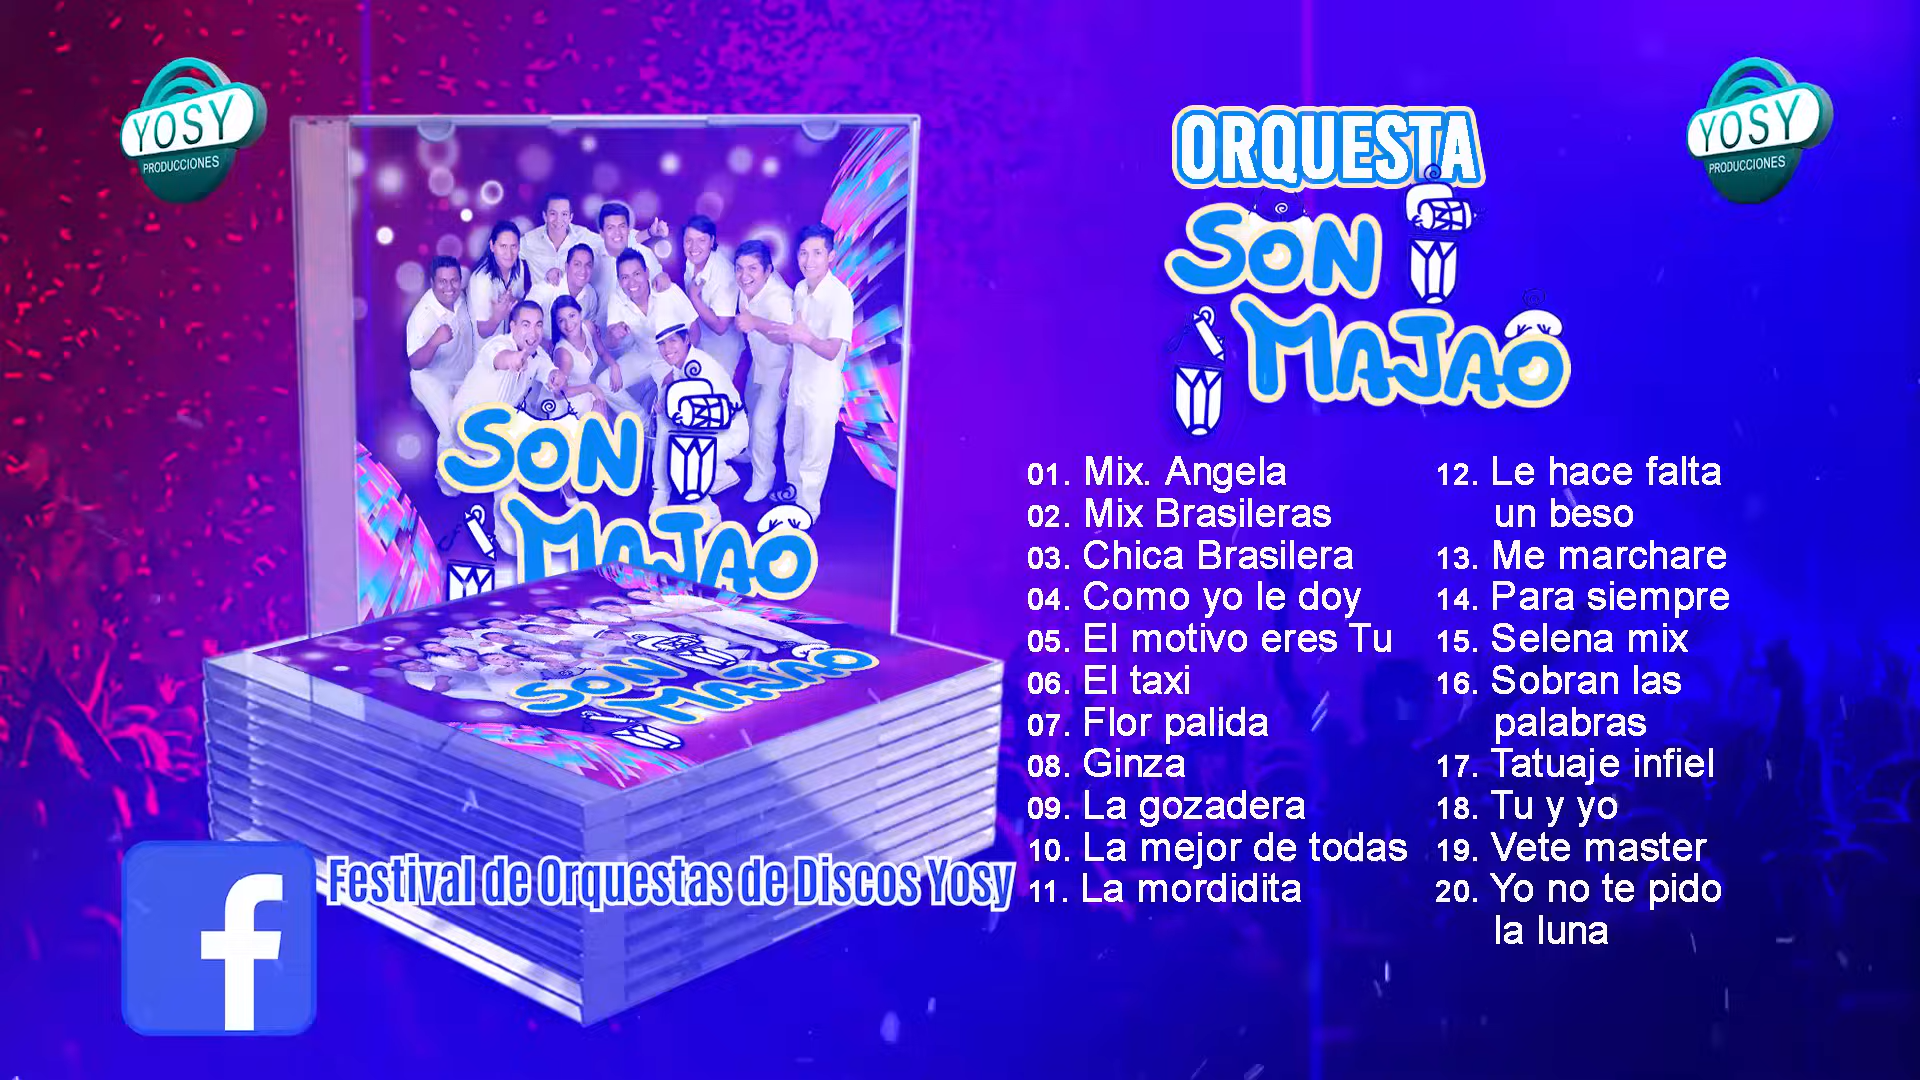 YOSY
PRODUCCIONES
YOSY
PRODUCCIONES
ORQUESTA
SON
MAJAO
SON
MAJAO
SON
MAJAO
01. Mix. Angela
02. Mix Brasileras
03. Chica Brasilera
04. Como yo le doy
05. El motivo eres Tu
06. El taxi
07. Flor palida
08. Ginza
09. La gozadera
10. La mejor de todas
11. La mordidita
12. Le hace falta
un beso
13. Me marchare
14. Para siempre
15. Selena mix
16. Sobran las
palabras
17. Tatuaje infiel
18. Tu y yo
19. Vete master
20. Yo no te pido
la luna
f
Festival de Orquestas de Discos Yosy